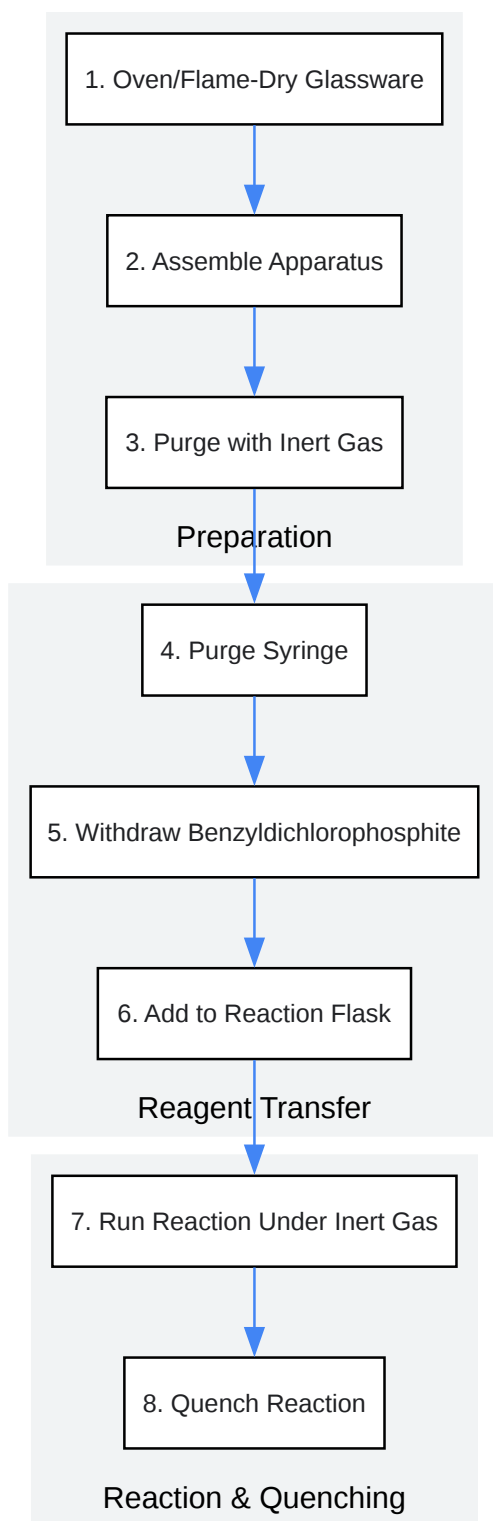 1. Oven/Flame-Dry Glassware
2. Assemble Apparatus
3. Purge with Inert Gas
Preparation
4. Purge Syringe
5. Withdraw Benzyldichlorophosphite
6. Add to Reaction Flask
Reagent Transfer
7. Run Reaction Under Inert Gas
8. Quench Reaction
Reaction & Quenching